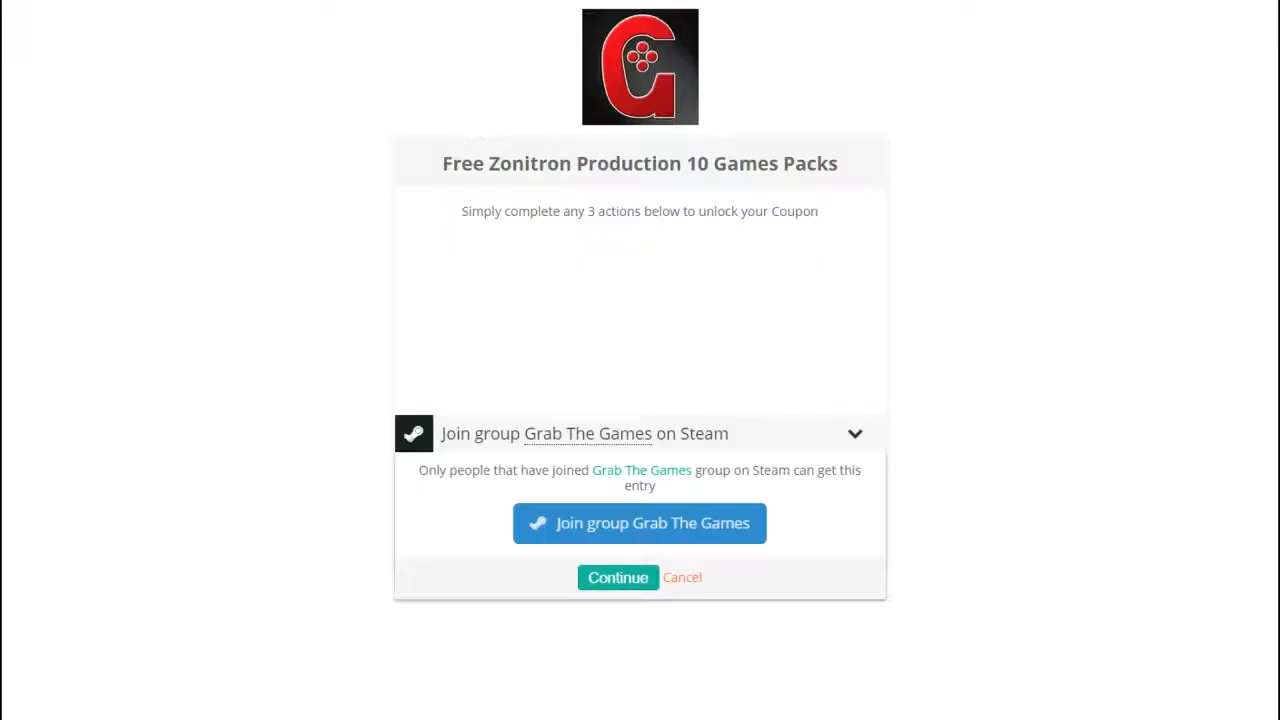 Free Zonitron Production 10 Games Packs
Simply complete any 3 actions below to unlock your Coupon
Join group Grab The Games on Steam
Only people that have joined Grab The Games group on Steam can get this
entry
Join group Grab The Games
Continue Cancel